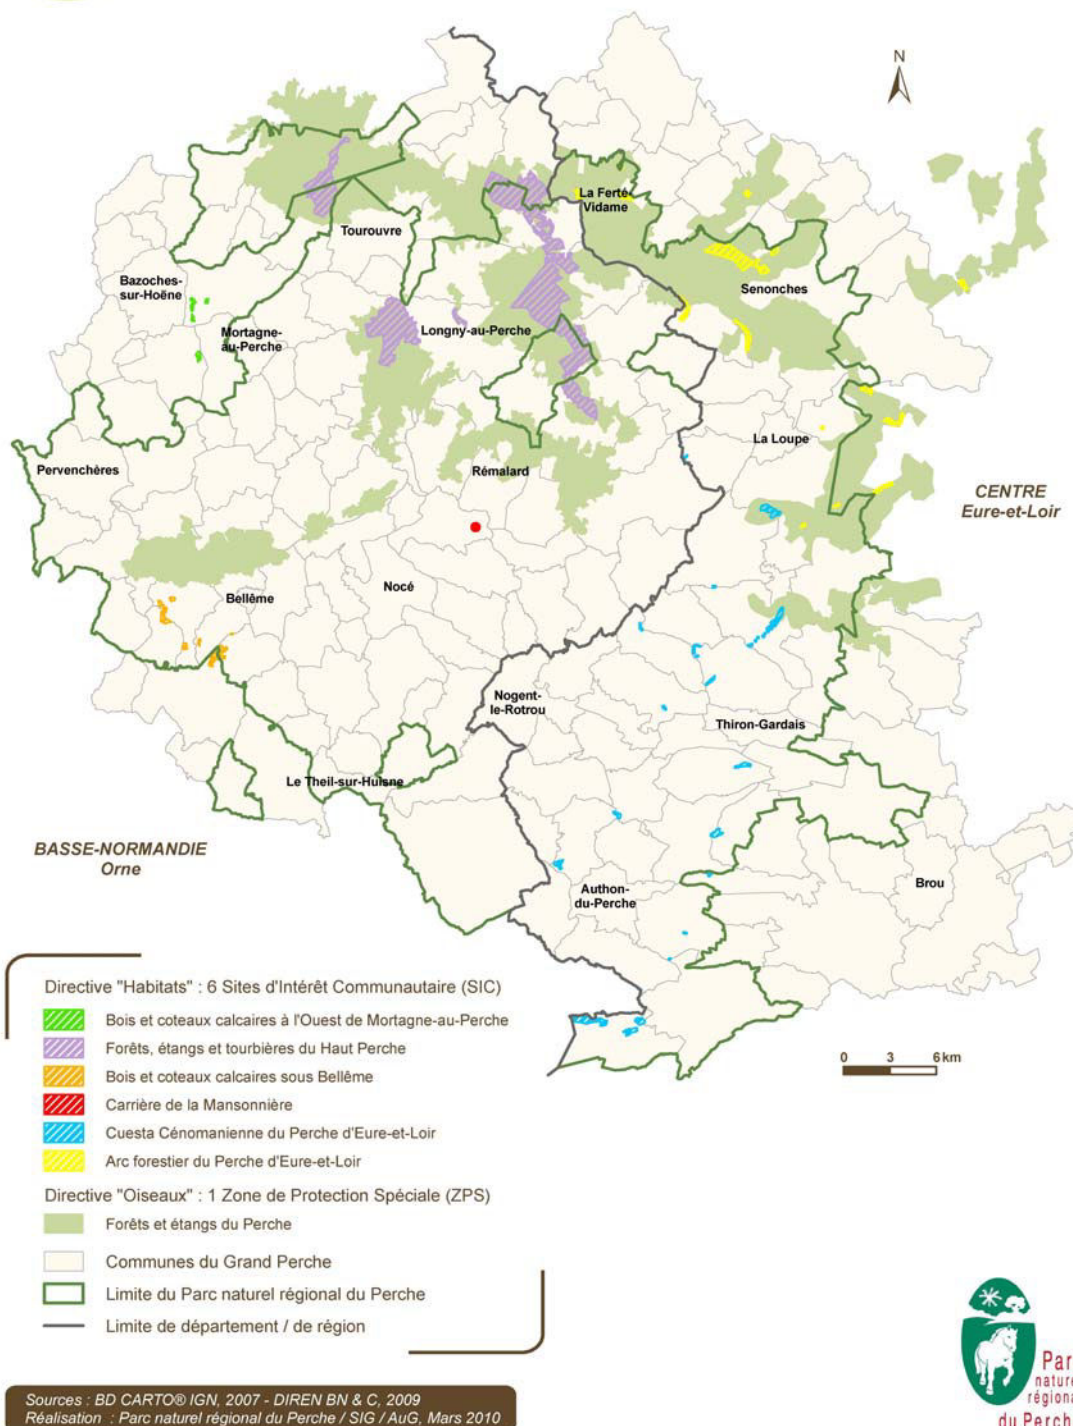 N
La Ferté-
Vidame
Tourouvre
Bazoches-
sur-Hoëne
Senonches
Mortagne-
au-Perche
Longny-au-Perche
La Loupe
Pervenchères
Rémalard
CENTRE
Eure-et-Loir
Nocé
Bellême
Nogent-
le-Rotrou
Thiron-Gardais
Le Theil-sur-Huisne
BASSE-NORMANDIE
Orne
Brou
Authon-
du-Perche
Directive "Habitats" : 6 Sites d'Intérêt Communautaire (SIC)
Bois et coteaux calcaires à l'Ouest de Mortagne-au-Perche
Forêts, étangs et tourbières du Haut Perche
Bois et coteaux calcaires sous Bellême
Carrière de la Mansonnière
Cuesta Cénomanienne du Perche d'Eure-et-Loir
Arc forestier du Perche d'Eure-et-Loir
Directive "Oiseaux" : 1 Zone de Protection Spéciale (ZPS)
Forêts et étangs du Perche
Communes du Grand Perche
Limite du Parc naturel régional du Perche
Limite de département / de région
0 3 6 km
Sources : BD CARTO® IGN, 2007 - DIREN BN & C, 2009
Réalisation : Parc naturel régional du Perche / SIG / AuG, Mars 2010
Par
nature
régiona
du Perch